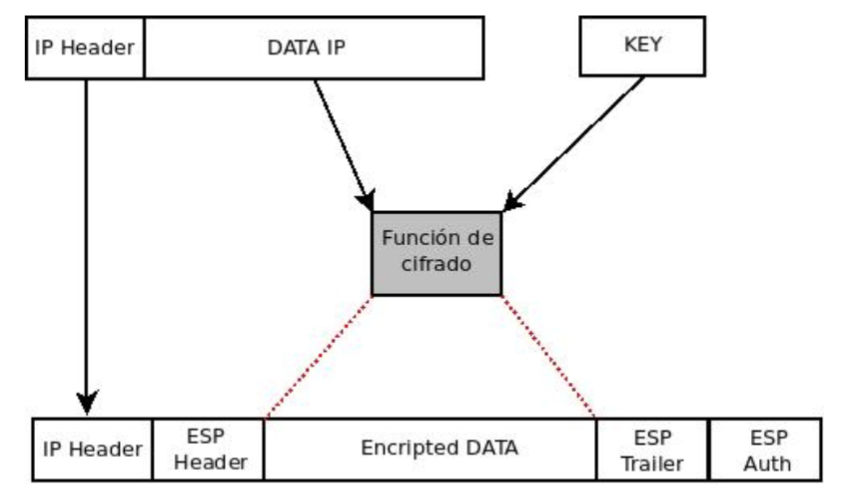 IP Header
DATA IP
KEY
Función de
cifrado
IP Header
ESP
Header
Encripted DATA
ESP
Trailer
ESP
Auth